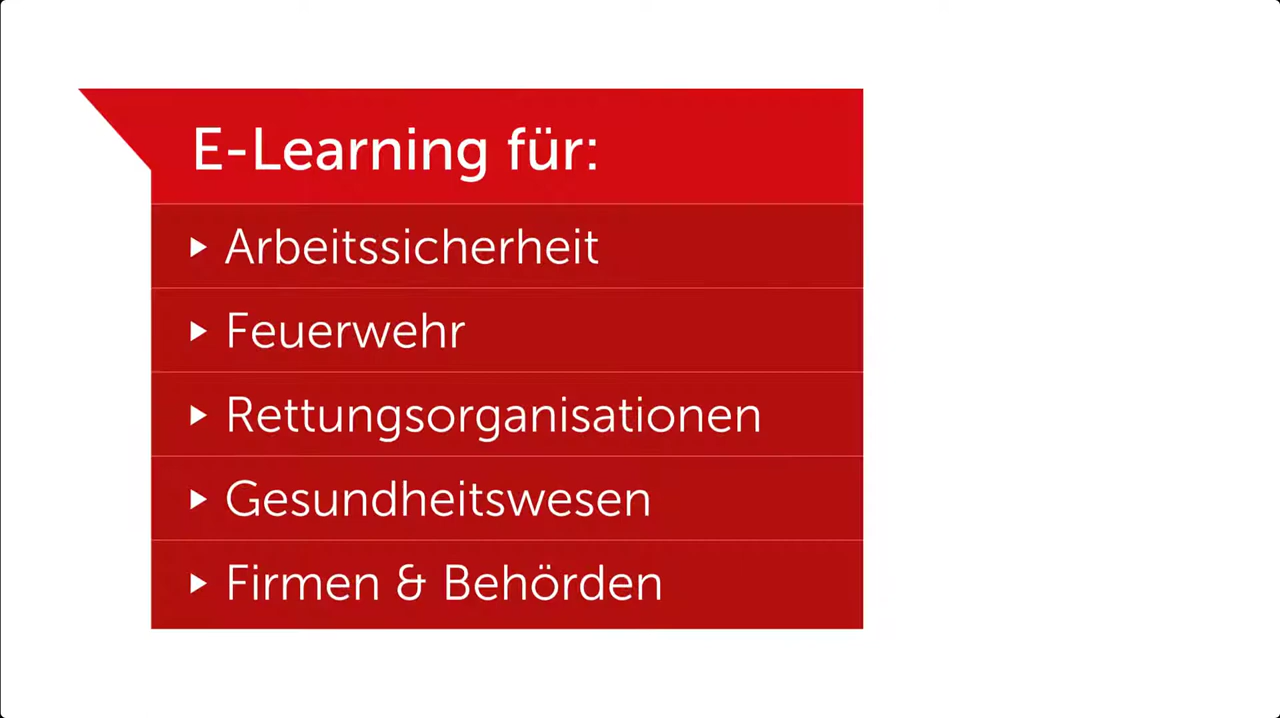 E-Learning für:
Arbeitssicherheit
Feuerwehr
Rettungsorganisationen
Gesundheitswesen
Firmen & Behörden